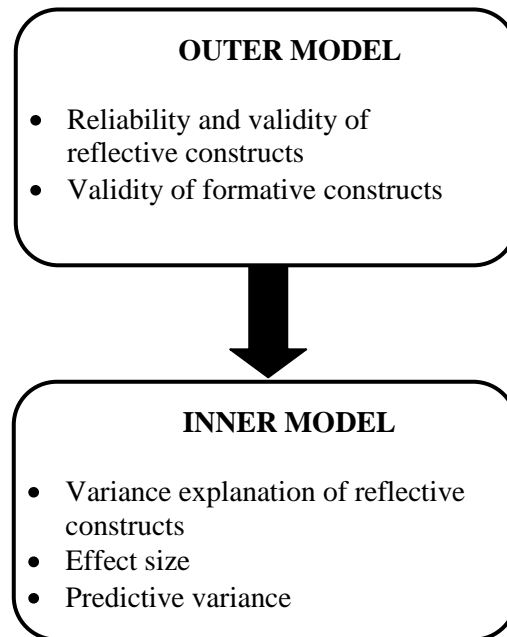 OUTER MODEL
• Reliability and validity of
reflective constructs
• Validity of formative constructs
INNER MODEL
• Variance explanation of reflective
constructs
• Effect size
• Predictive variance